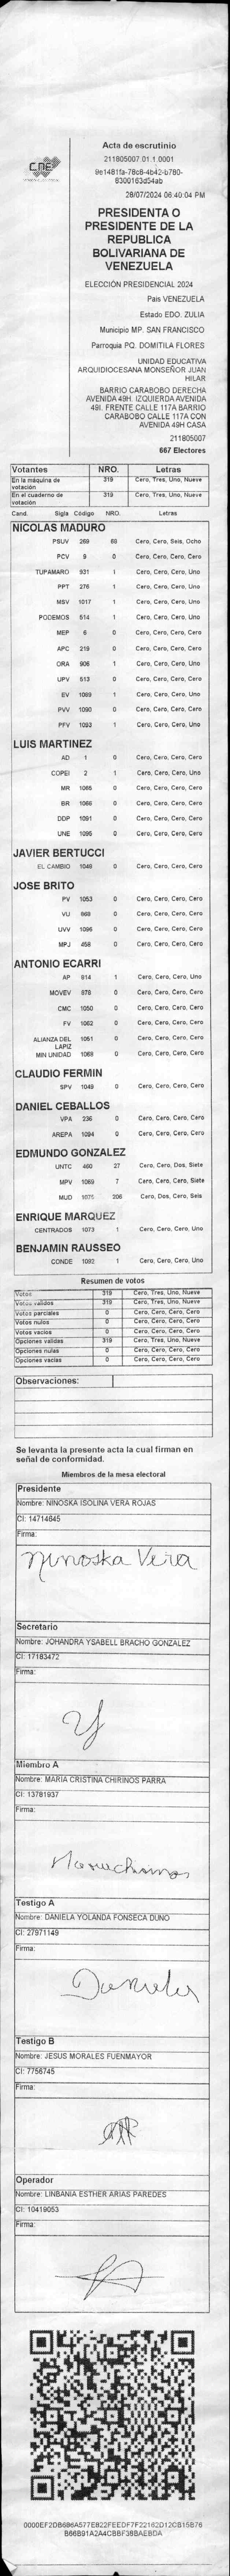 CNE
Acta de escrutinio
211805007.01.1.0001
9e1481fa-78c8-4b42-b780-
8300163d54ab
28/07/2024 06:40:04 PM
PRESIDENTA O
PRESIDENTE DE LA
REPUBLICA
BOLIVARIANA DE
VENEZUELA
ELECCIÓN PRESIDENCIAL 2024
Pais VENEZUELA
Estado EDO. ZULIA
Municipio MP. SAN FRANCISCO
Parroquia PQ. DOMITILA FLORES
UNIDAD EDUCATIVA
ARQUIDIOCESANA MONSEÑOR JUAN
HILAR
BARRIO CARABOBO DERECHA
AVENIDA 49H. IZQUIERDA AVENIDA
49I. FRENTE CALLE 117A BARRIO
CARABOBO CALLE 117A CON
AVENIDA 49H CASA
211805007
667 Electores
Votantes NRO. Letras
En la máquina de votación 319 Cero, Tres, Uno, Nueve
En el cuaderno de votación 319 Cero, Tres, Uno, Nueve
Cand. Sigla Código NRO. Letras
NICOLAS MADURO
PSUV 269 68 Cero, Cero, Seis, Ocho
PCV 9 0 Cero, Cero, Cero, Cero
TUPAMARO 931 1 Cero, Cero, Cero, Uno
PPT 276 1 Cero, Cero, Cero, Uno
MSV 1017 1 Cero, Cero, Cero, Uno
PODEMOS 514 1 Cero, Cero, Cero, Uno
MEP 6 0 Cero, Cero, Cero, Cero
APC 219 0 Cero, Cero, Cero, Cero
ORA 906 1 Cero, Cero, Cero, Uno
UPV 513 0 Cero, Cero, Cero, Cero
EV 1089 1 Cero, Cero, Cero, Uno
PVV 1090 0 Cero, Cero, Cero, Cero
PFV 1093 1 Cero, Cero, Cero, Uno
LUIS MARTINEZ
AD 1 0 Cero, Cero, Cero, Cero
COPEI 2 1 Cero, Cero, Cero, Uno
MR 1065 0 Cero, Cero, Cero, Cero
BR 1066 0 Cero, Cero, Cero, Cero
DDP 1091 0 Cero, Cero, Cero, Cero
UNE 1095 0 Cero, Cero, Cero, Cero
JAVIER BERTUCCI
EL CAMBIO 1048 0 Cero, Cero, Cero, Cero
JOSE BRITO
PV 1053 0 Cero, Cero, Cero, Cero
VU 869 0 Cero, Cero, Cero, Cero
UVV 1096 0 Cero, Cero, Cero, Cero
MPJ 458 0 Cero, Cero, Cero, Cero
ANTONIO ECARRI
AP 914 1 Cero, Cero, Cero, Uno
MOVEV 978 0 Cero, Cero, Cero, Cero
CMC 1050 0 Cero, Cero, Cero, Cero
FV 1062 0 Cero, Cero, Cero, Cero
ALIANZA DEL LAPIZ 1051 0 Cero, Cero, Cero, Cero
MIN UNIDAD 1068 0 Cero, Cero, Cero, Cero
CLAUDIO FERMIN
SPV 1049 0 Cero, Cero, Cero, Cero
DANIEL CEBALLOS
VPA 236 0 Cero, Cero, Cero, Cero
AREPA 1094 0 Cero, Cero, Cero, Cero
EDMUNDO GONZALEZ
UNTC 460 27 Cero, Cero, Dos, Siete
MPV 1069 7 Cero, Cero, Cero, Siete
MUD 1075 206 Cero, Dos, Cero, Seis
ENRIQUE MARQUEZ
CENTRADOS 1073 1 Cero, Cero, Cero, Uno
BENJAMIN RAUSSEO
CONDE 1092 1 Cero, Cero, Cero, Uno
Resumen de votos
Votos 319 Cero, Tres, Uno, Nueve
Votos válidos 319 Cero, Tres, Uno, Nueve
Votos parciales 0 Cero, Cero, Cero, Cero
Votos nulos 0 Cero, Cero, Cero, Cero
Votos vacíos 0 Cero, Cero, Cero, Cero
Opciones válidas 319 Cero, Tres, Uno, Nueve
Opciones nulas 0 Cero, Cero, Cero, Cero
Opciones vacías 0 Cero, Cero, Cero, Cero
Observaciones:
Se levanta la presente acta la cual firman en
señal de conformidad.
Miembros de la mesa electoral
Presidente
Nombre: NINOSKA ISOLINA VERA ROJAS
CI: 14714645
Firma:
Ninoska Vera
Secretario
Nombre: JOHANDRA YSABELL BRACHO GONZALEZ
CI: 17183472
Firma:
Miembro A
Nombre: MARIA CRISTINA CHIRINOS PARRA
CI: 13781937
Firma:
Testigo A
Nombre: DANIELA YOLANDA FONSECA DUNO
CI: 27971149
Firma:
Testigo B
Nombre: JESUS MORALES FUENMAYOR
CI: 7756745
Firma:
Operador
Nombre: LINBANIA ESTHER ARIAS PAREDES
CI: 10419053
Firma: